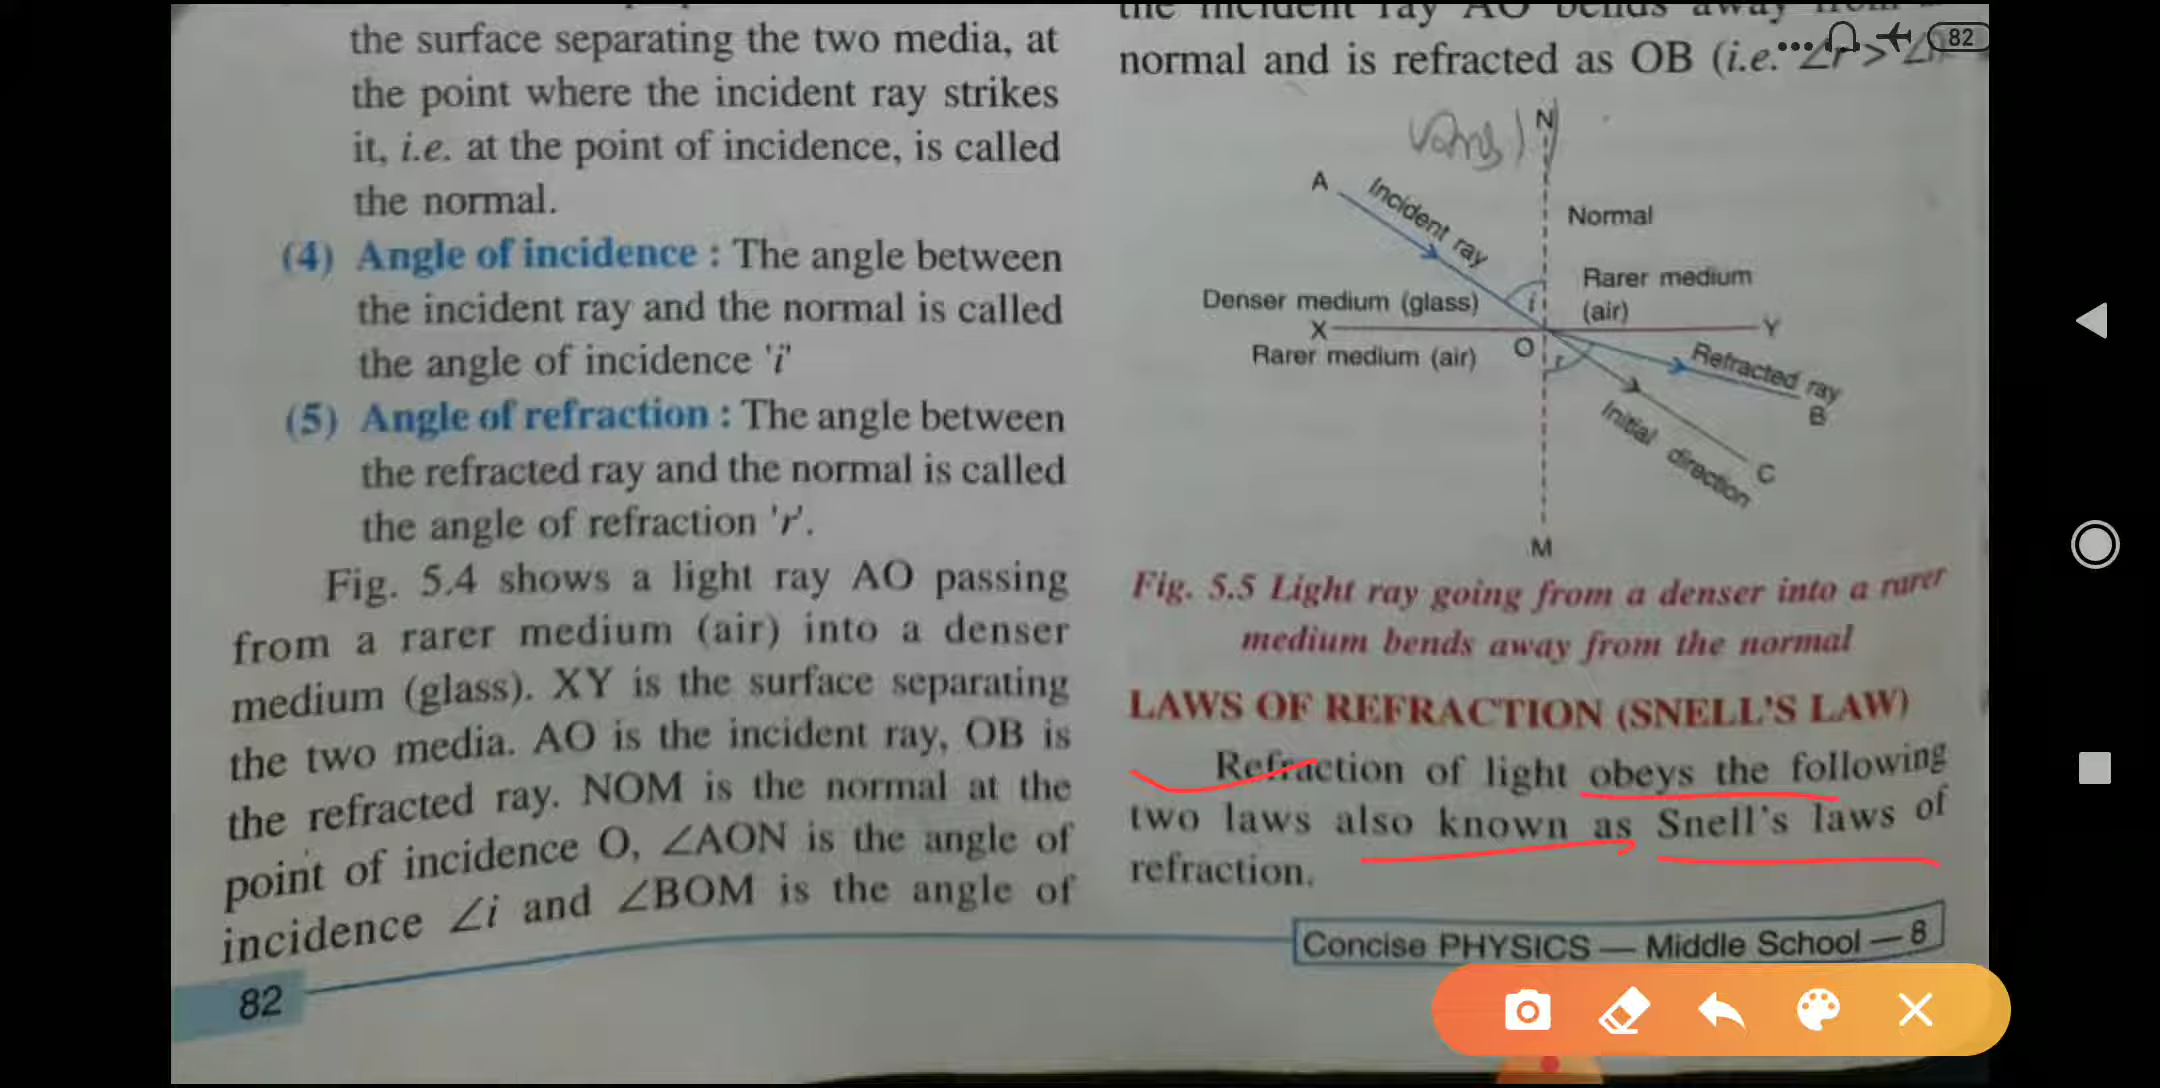 the surface separating the two media, at
the point where the incident ray strikes
it, i.e. at the point of incidence, is called
the normal.
(4) Angle of incidence : The angle between
the incident ray and the normal is called
the angle of incidence 'i'
(5) Angle of refraction : The angle between
the refracted ray and the normal is called
the angle of refraction 'r'.
Fig. 5.4 shows a light ray AO passing
from a rarer medium (air) into a denser
medium (glass). XY is the surface separating
the two media. AO is the incident ray, OB is
the refracted ray. NOM is the normal at the
point of incidence O, ∠AON is the angle of
incidence ∠i and ∠BOM is the angle of
82
the incident ray AO bends away from
normal and is refracted as OB (i.e. ∠r > ∠
82
N
A
Incident ray
Normal
Rarer medium
(air)
Denser medium (glass)
i
X
Y
Rarer medium (air)
O
r
Refracted ray
B
Initial direction
C
M
Fig. 5.5 Light ray going from a denser into a rarer
medium bends away from the normal
LAWS OF REFRACTION (SNELL'S LAW)
Refraction of light obeys the following
two laws also known as Snell's laws of
refraction.
Concise PHYSICS — Middle School — 8